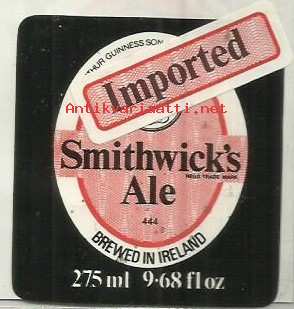 THUR GUINNESS SON
Imported
Antikvariaatti.net
Smithwick's
REGD TRADE MARK
Ale
444
BREWED IN IRELAND
275 ml 9·68 fl oz